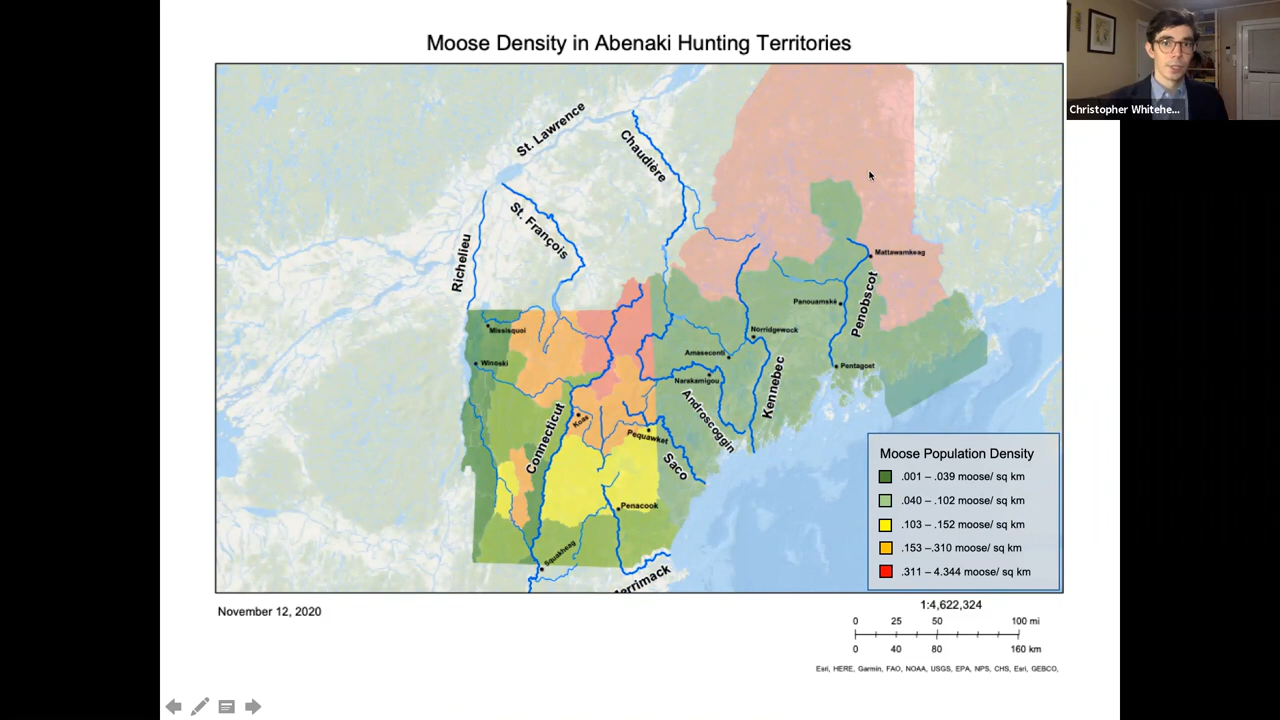 Moose Density in Abenaki Hunting Territories
Christopher Whitehe...
St. Lawrence
Chaudière
St. François
Richelieu
Mattawamkeag
Panouamské
Penobscot
Missisquoi
Norridgewock
Winoski
Amaseconti
Pentagoet
Narakamigou
Kennebec
Androscoggin
Connecticut
Koas
Pequawket
Saco
Penacook
Squakheag
errimack
Moose Population Density
.001 – .039 moose/ sq km
.040 – .102 moose/ sq km
.103 – .152 moose/ sq km
.153 –.310 moose/ sq km
.311 – 4.344 moose/ sq km
November 12, 2020
1:4,622,324
0 25 50 100 mi
0 40 80 160 km
Esri, HERE, Garmin, FAO, NOAA, USGS, EPA, NPS, CHS, Esri, GEBCO,